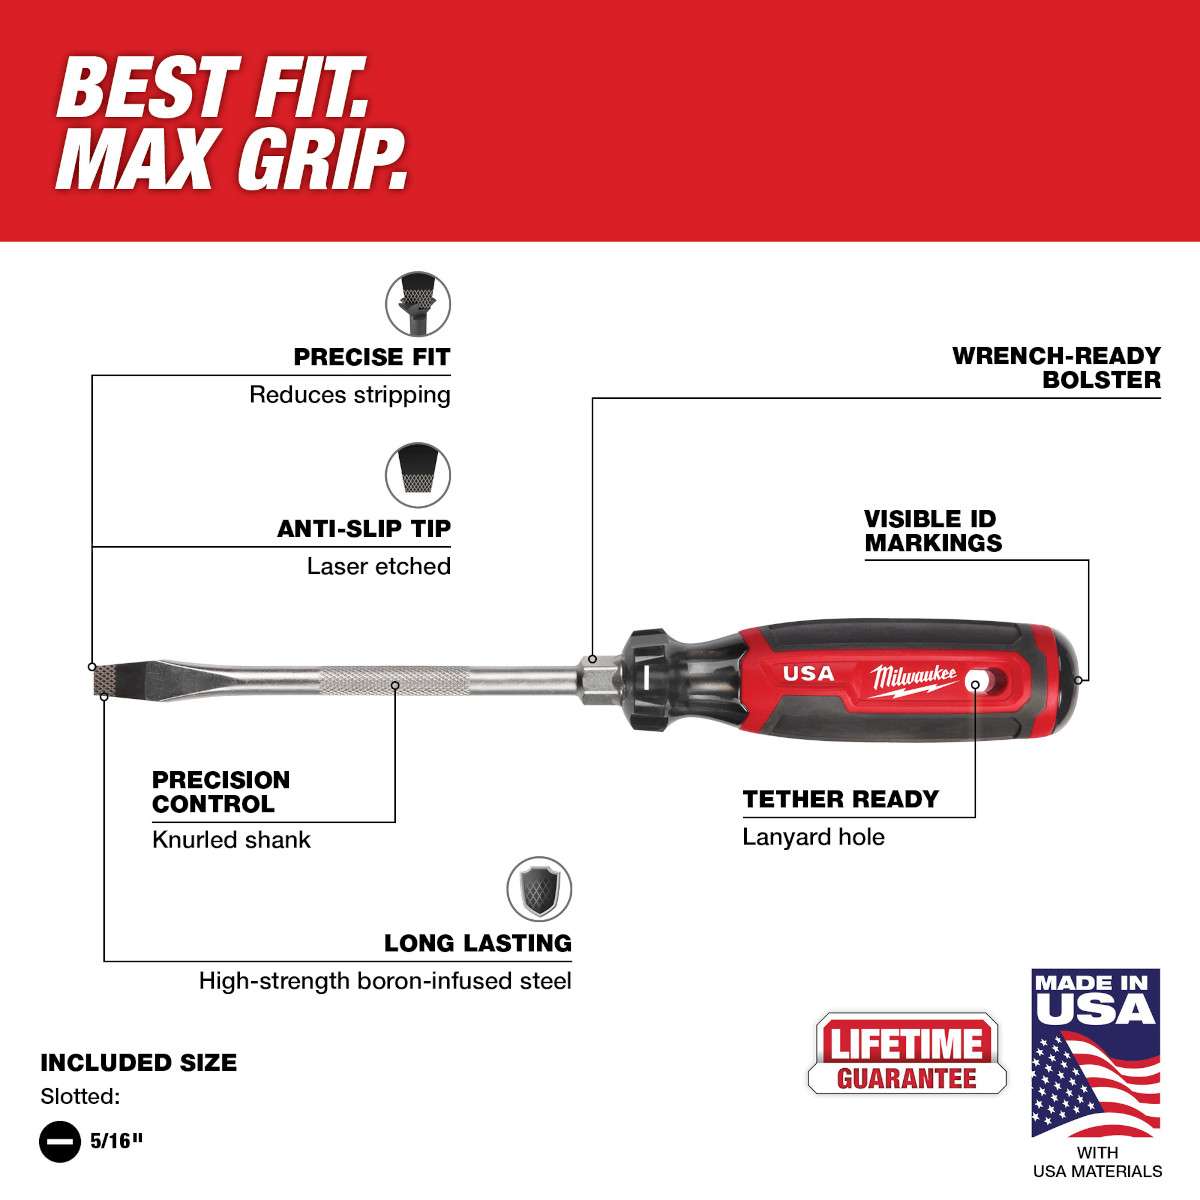 BEST FIT.
MAX GRIP.
PRECISE FIT
Reduces stripping
WRENCH-READY
BOLSTER
ANTI-SLIP TIP
Laser etched
VISIBLE ID
MARKINGS
USA
Milwaukee
PRECISION
CONTROL
Knurled shank
TETHER READY
Lanyard hole
LONG LASTING
High-strength boron-infused steel
INCLUDED SIZE
Slotted:
5/16"
LIFETIME
GUARANTEE
MADE IN
USA
WITH
USA MATERIALS